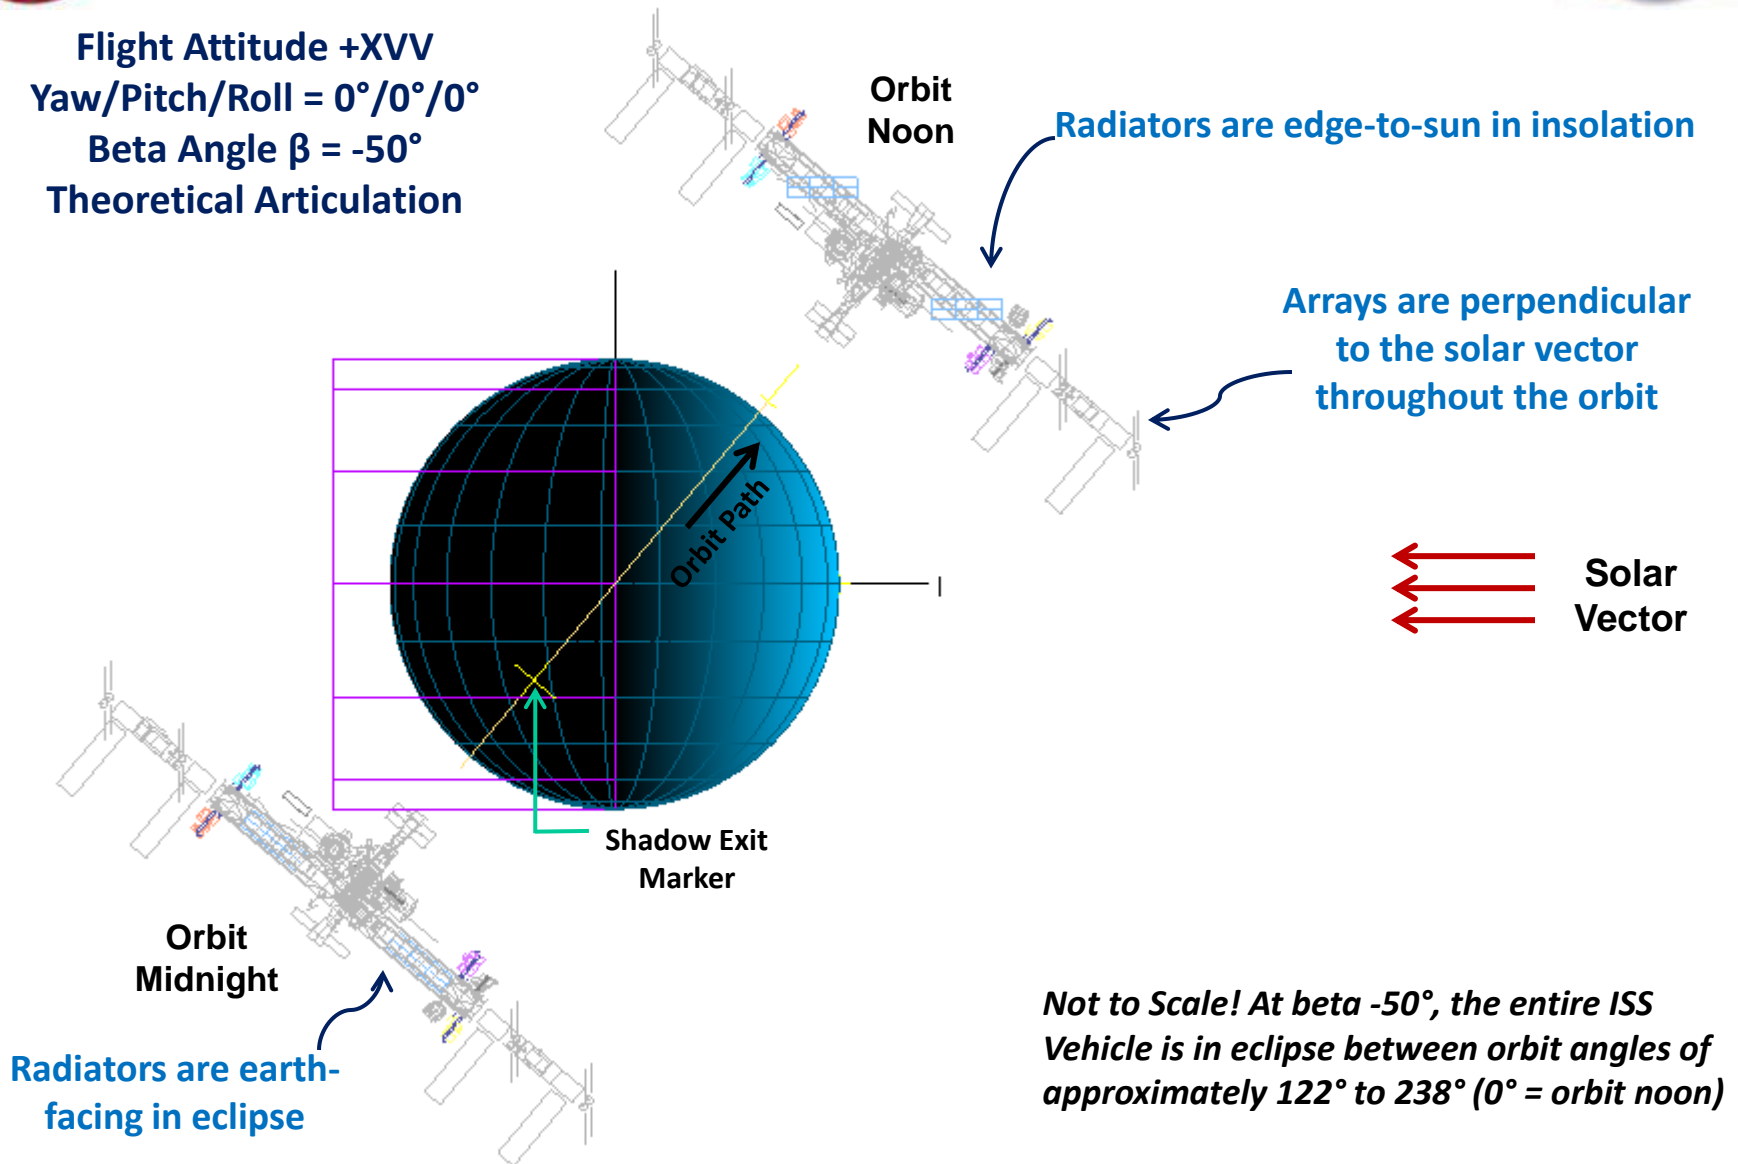 Flight Attitude +XVV
Yaw/Pitch/Roll = 0°/0°/0°
Beta Angle β = -50°
Theoretical Articulation
Orbit
Noon
Radiators are edge-to-sun in insolation
Arrays are perpendicular
to the solar vector
throughout the orbit
Orbit Path
Solar
Vector
Shadow Exit
Marker
Orbit
Midnight
Radiators are earth-
facing in eclipse
Not to Scale! At beta -50°, the entire ISS
Vehicle is in eclipse between orbit angles of
approximately 122° to 238° (0° = orbit noon)